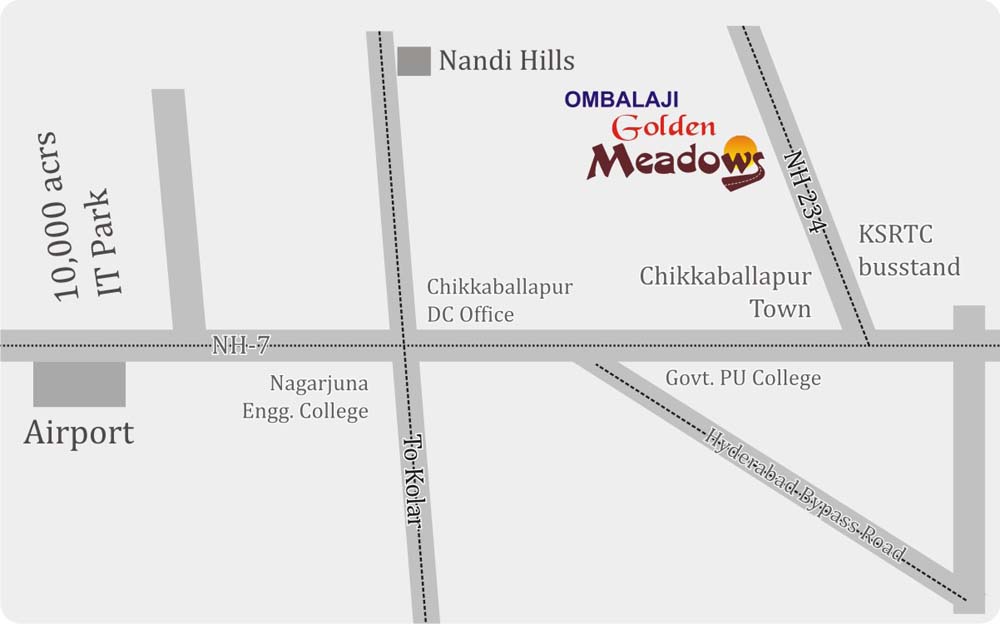 Nandi Hills
OMBALAJI
Golden
Meadows
10,000 acrs
IT Park
NH-234
KSRTC
busstand
Chikkaballapur
Town
Chikkaballapur
DC Office
NH-7
Nagarjuna
Engg. College
Govt. PU College
Airport
To Kolar
Hyderabad Bypass Road